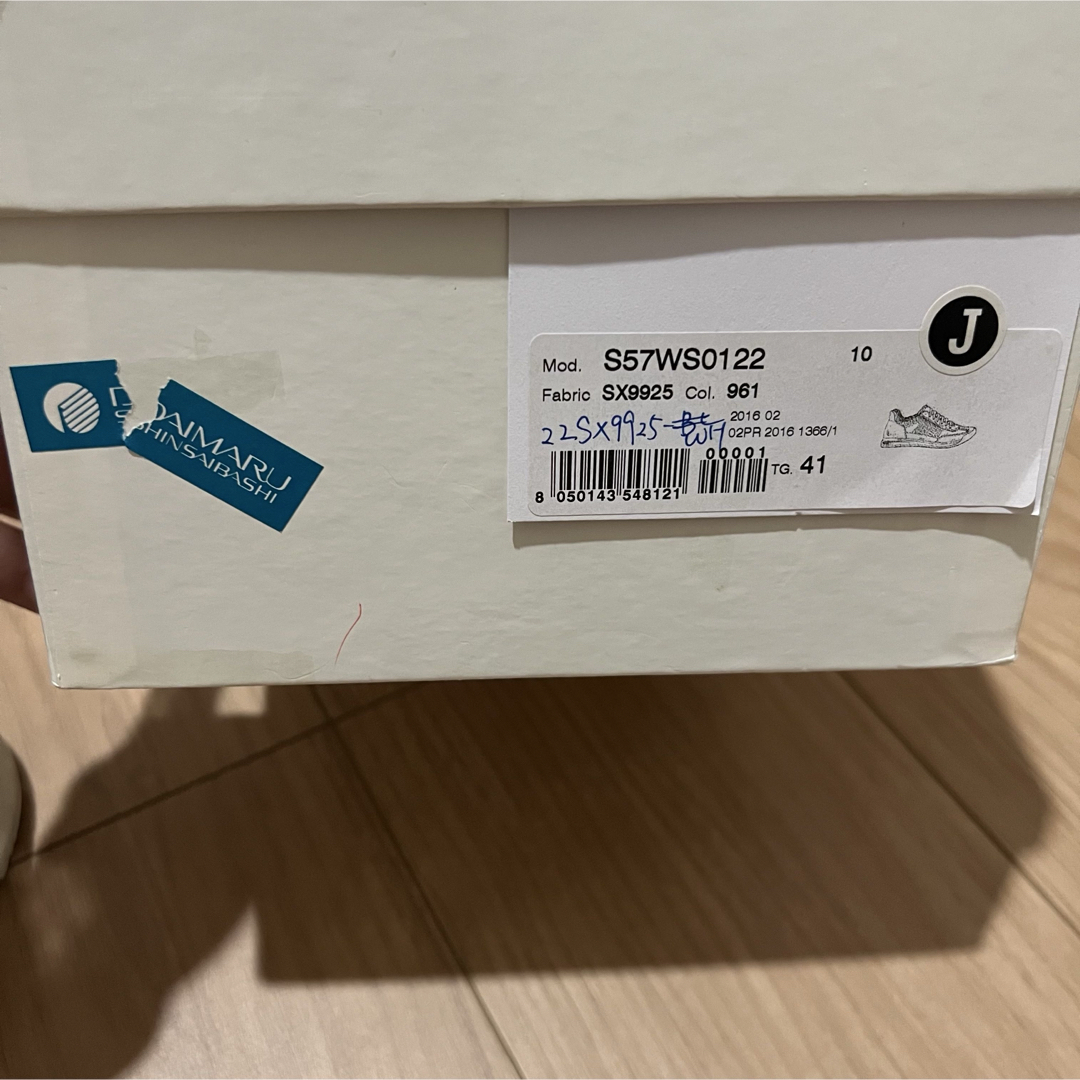 DAIMARU
SHINSAIBASHI
J
Mod. S57WS0122 10
Fabric SX9925 Col. 961
2016 02
22SX9925- WH 02PR 2016 1366/1
00001
8 050143 548121 TG. 41